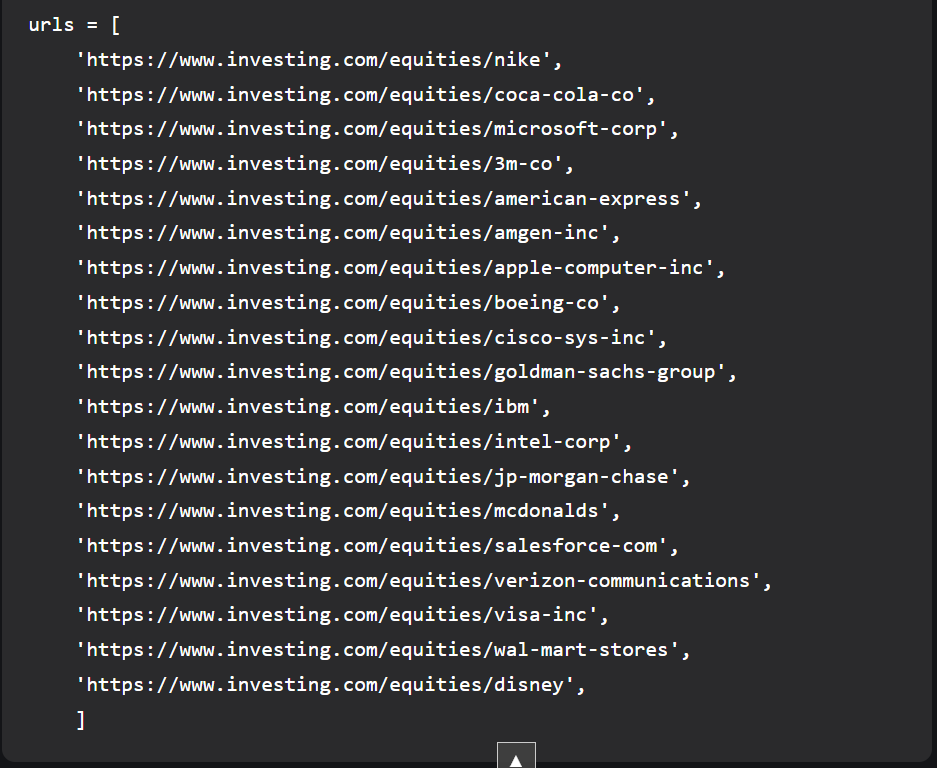 urls = [
    'https://www.investing.com/equities/nike',
    'https://www.investing.com/equities/coca-cola-co',
    'https://www.investing.com/equities/microsoft-corp',
    'https://www.investing.com/equities/3m-co',
    'https://www.investing.com/equities/american-express',
    'https://www.investing.com/equities/amgen-inc',
    'https://www.investing.com/equities/apple-computer-inc',
    'https://www.investing.com/equities/boeing-co',
    'https://www.investing.com/equities/cisco-sys-inc',
    'https://www.investing.com/equities/goldman-sachs-group',
    'https://www.investing.com/equities/ibm',
    'https://www.investing.com/equities/intel-corp',
    'https://www.investing.com/equities/jp-morgan-chase',
    'https://www.investing.com/equities/mcdonalds',
    'https://www.investing.com/equities/salesforce-com',
    'https://www.investing.com/equities/verizon-communications',
    'https://www.investing.com/equities/visa-inc',
    'https://www.investing.com/equities/wal-mart-stores',
    'https://www.investing.com/equities/disney',
    ]